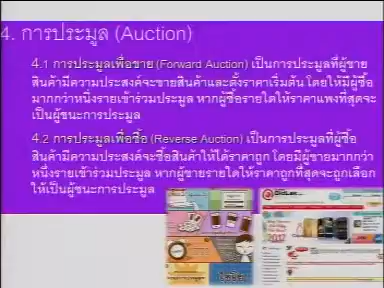 4. การประมูล (Auction)
4.1 การประมูลเพื่อขาย (Forward Auction) เป็นการประมูลที่ผู้ขาย
สินค้ามีความประสงค์จะขายสินค้าและตั้งราคาเริ่มต้น โดยให้มีผู้ซื้อ
มากกว่าหนึ่งรายเข้าร่วมประมูล หากผู้ซื้อรายใดให้ราคาแพงที่สุดจะ
เป็นผู้ชนะการประมูล
4.2 การประมูลเพื่อซื้อ (Reverse Auction) เป็นการประมูลที่ผู้ซื้อ
สินค้ามีความประสงค์จะซื้อสินค้าให้ได้ราคาถูก โดยมีผู้ขายมากกว่า
หนึ่งรายเข้าร่วมประมูล หากผู้ขายรายใดให้ราคาถูกที่สุดจะถูกเลือก
ให้เป็นผู้ชนะการประมูล